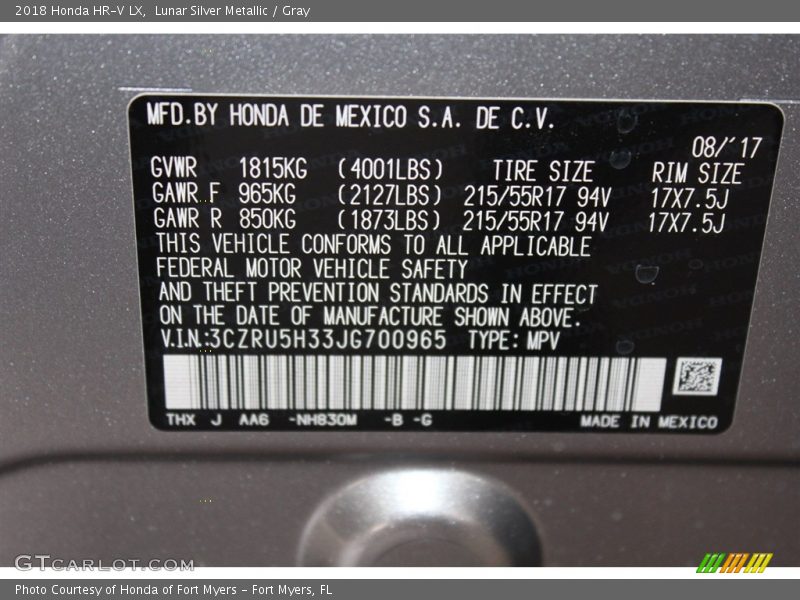 2018 Honda HR-V LX, Lunar Silver Metallic / Gray
MFD.BY HONDA DE MEXICO S.A. DE C.V.
08/'17
GVWR 1815KG (4001LBS) TIRE SIZE RIM SIZE
GAWR F 965KG (2127LBS) 215/55R17 94V 17X7.5J
GAWR R 850KG (1873LBS) 215/55R17 94V 17X7.5J
THIS VEHICLE CONFORMS TO ALL APPLICABLE
FEDERAL MOTOR VEHICLE SAFETY
AND THEFT PREVENTION STANDARDS IN EFFECT
ON THE DATE OF MANUFACTURE SHOWN ABOVE.
V.I.N.:3CZRU5H33JG700965 TYPE: MPV
THX J AA6 -NH830M -B -G MADE IN MEXICO
GTCARLOT.COM
Photo Courtesy of Honda of Fort Myers - Fort Myers, FL